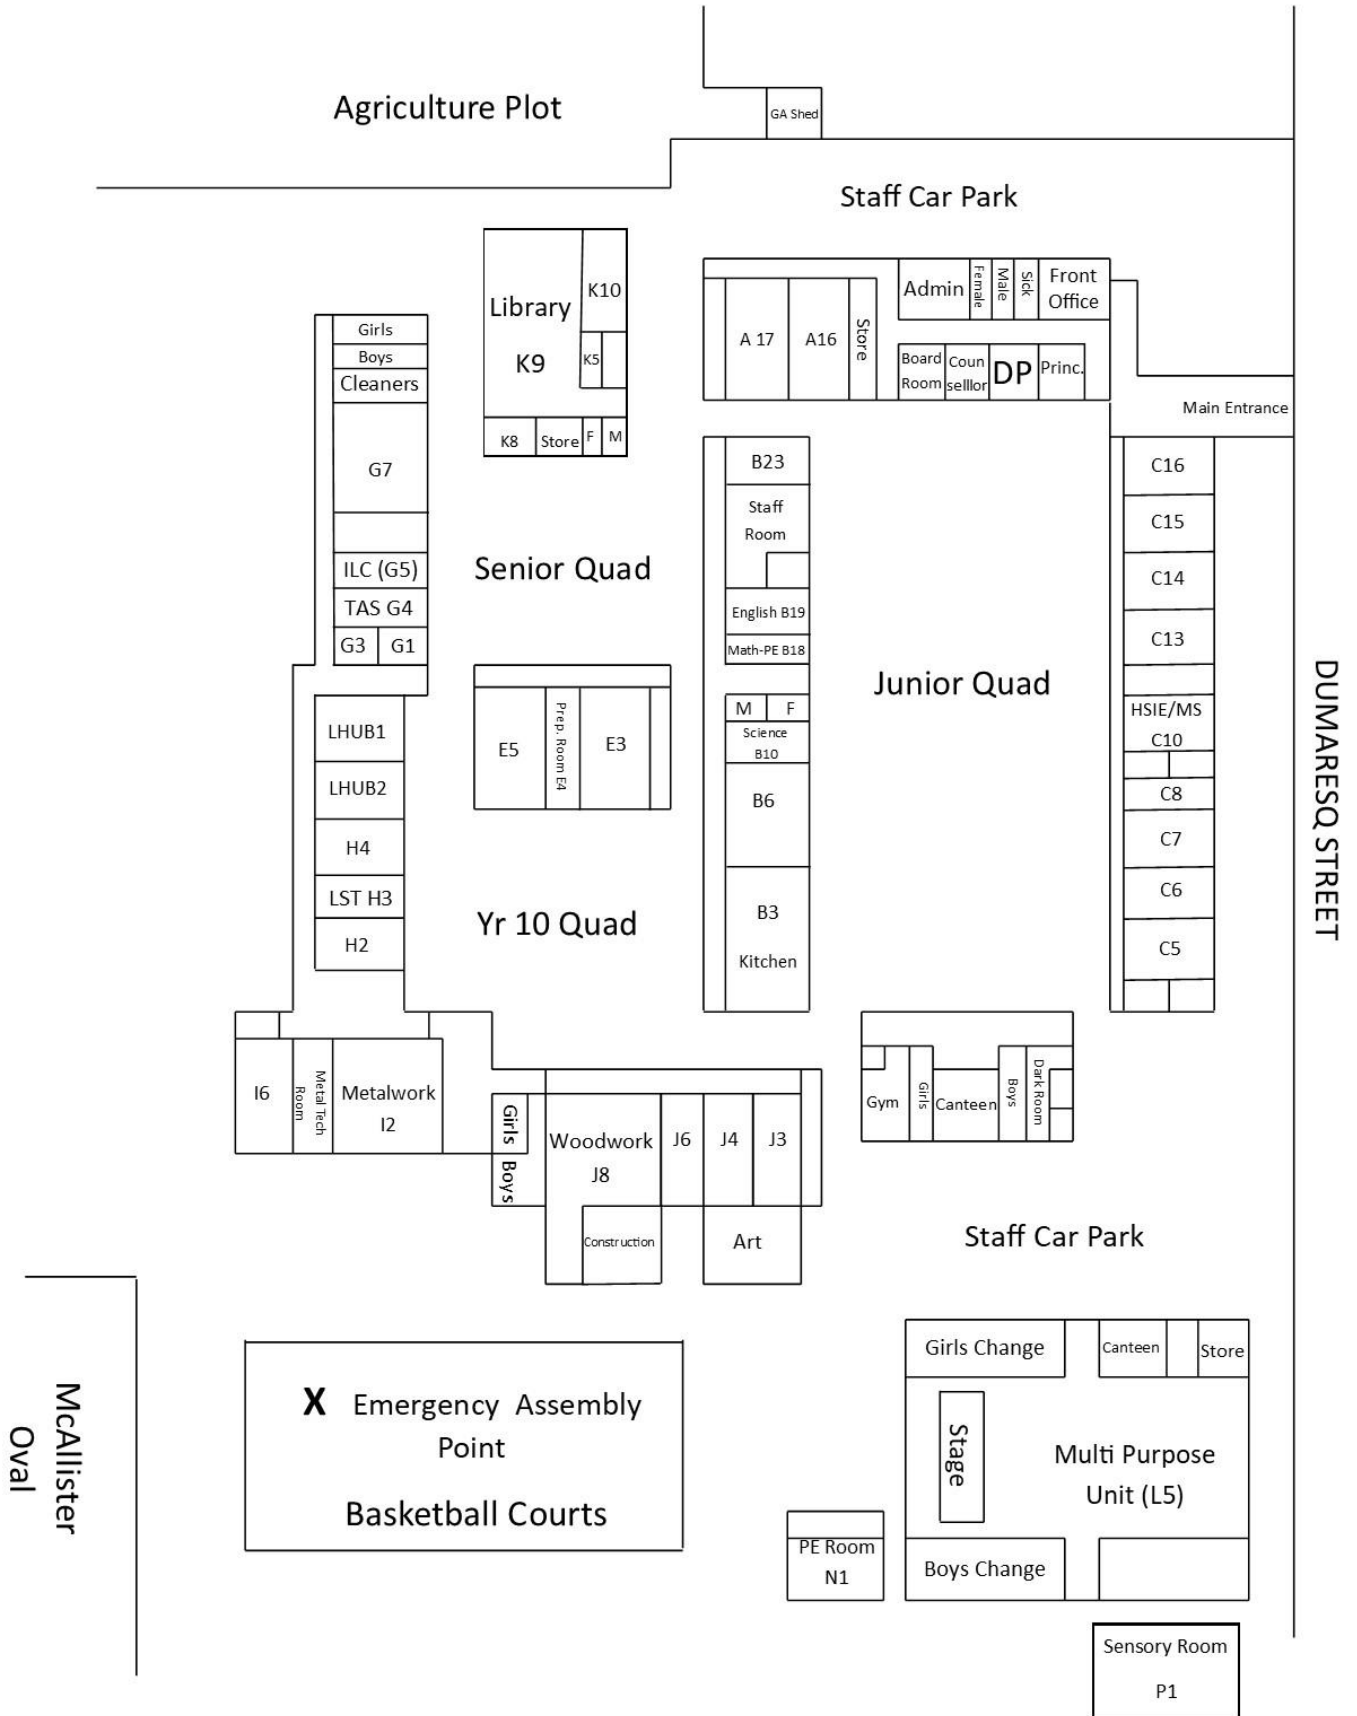 Agriculture Plot
GA Shed
Staff Car Park
Library
K9
K10
K5
K8
Store
F
M
A 17
A16
Store
Admin
Female
Male
Sick
Front
Office
Board
Room
Coun
selllor
DP
Princ.
Main Entrance
Girls
Boys
Cleaners
G7
ILC (G5)
TAS G4
G3
G1
Senior Quad
B23
Staff
Room
English B19
Math-PE B18
M
F
Science
B10
B6
B3
Kitchen
Junior Quad
C16
C15
C14
C13
HSIE/MS
C10
C8
C7
C6
C5
DUMARESQ STREET
LHUB1
LHUB2
H4
LST H3
H2
E5
Prep. Room E4
E3
Yr 10 Quad
I6
Metal Tech
Room
Metalwork
I2
Girls
Boys
Woodwork
J8
J6
J4
J3
Construction
Art
Gym
Girls
Canteen
Boys
Dark Room
Staff Car Park
McAllister
Oval
X Emergency Assembly
Point
Basketball Courts
Girls Change
Canteen
Store
Stage
Multi Purpose
Unit (L5)
Boys Change
PE Room
N1
Sensory Room
P1